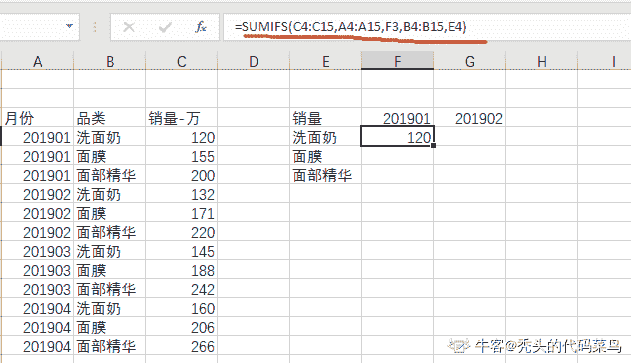 fx =SUMIFS(C4:C15,A4:A15,F3,B4:B15,E4)
A B C D E F G H I
月份 品类 销量-万 销量 201901 201902
201901 洗面奶 120 洗面奶 120
201901 面膜 155 面膜
201901 面部精华 200 面部精华
201902 洗面奶 132
201902 面膜 171
201902 面部精华 220
201903 洗面奶 145
201903 面膜 188
201903 面部精华 242
201904 洗面奶 160
201904 面膜 206
201904 面部精华 266
牛客@秃头的代码菜鸟